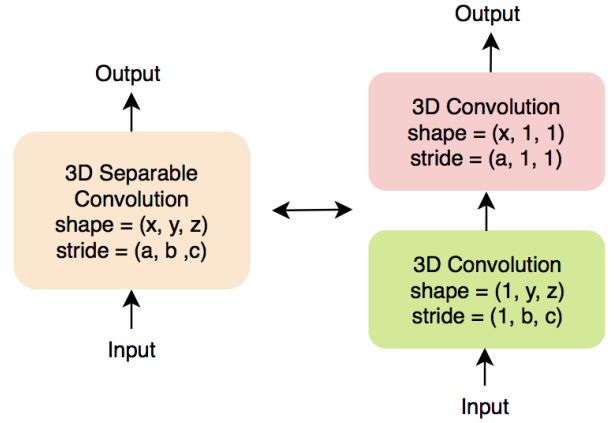 Output
3D Separable
Convolution
shape = (x, y, z)
stride = (a, b ,c)
Input
Output
3D Convolution
shape = (x, 1, 1)
stride = (a, 1, 1)
3D Convolution
shape = (1, y, z)
stride = (1, b, c)
Input